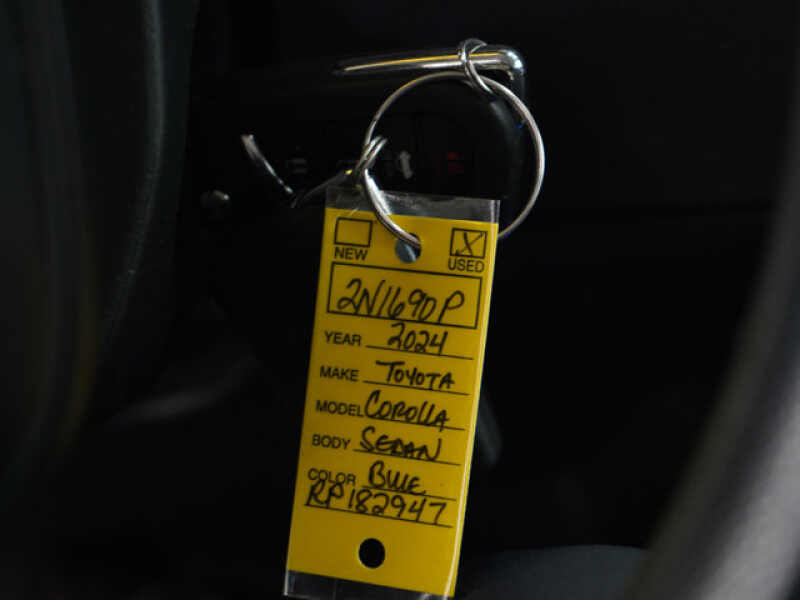 NEW X USED
2N1690P
YEAR 2024
MAKE TOYOTA
MODEL COROLLA
BODY SEDAN
COLOR BLUE
RP182947